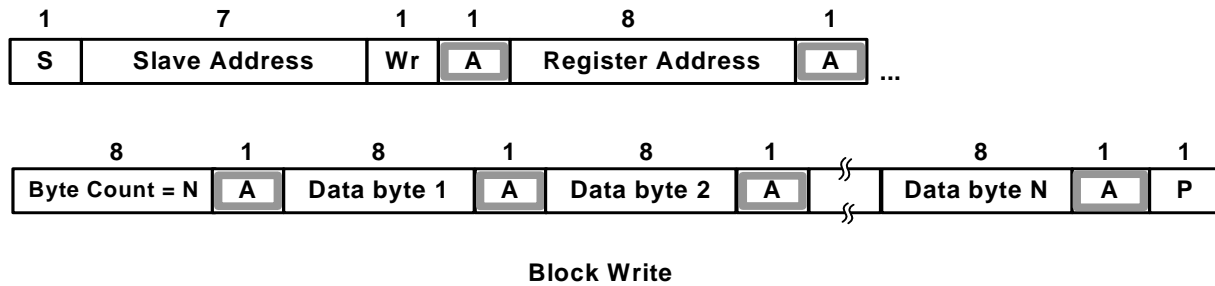 1 7 1 1 8 1
S Slave Address Wr A Register Address A ...
8 1 8 1 8 1 8 1 1
Byte Count = N A Data byte 1 A Data byte 2 A Data byte N A P
Block Write